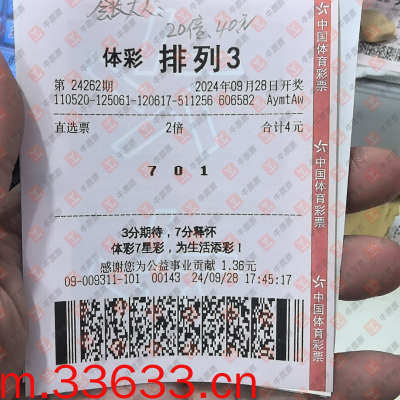 20倍 40元
体彩 排列3
第 24262期 2024年09月28日开奖
110520-125061-120617-511256 606582 AymtAw
直选票 2倍 合计4元
7 0 1
3分期待，7分释怀
体彩7星彩，为生活添彩！
感谢您为公益事业贡献 1.36元
09-009311-101 00143 24/09/28 17:45:17
中国体育彩票
中国体育彩票
中国体育彩票
m.33633.cn